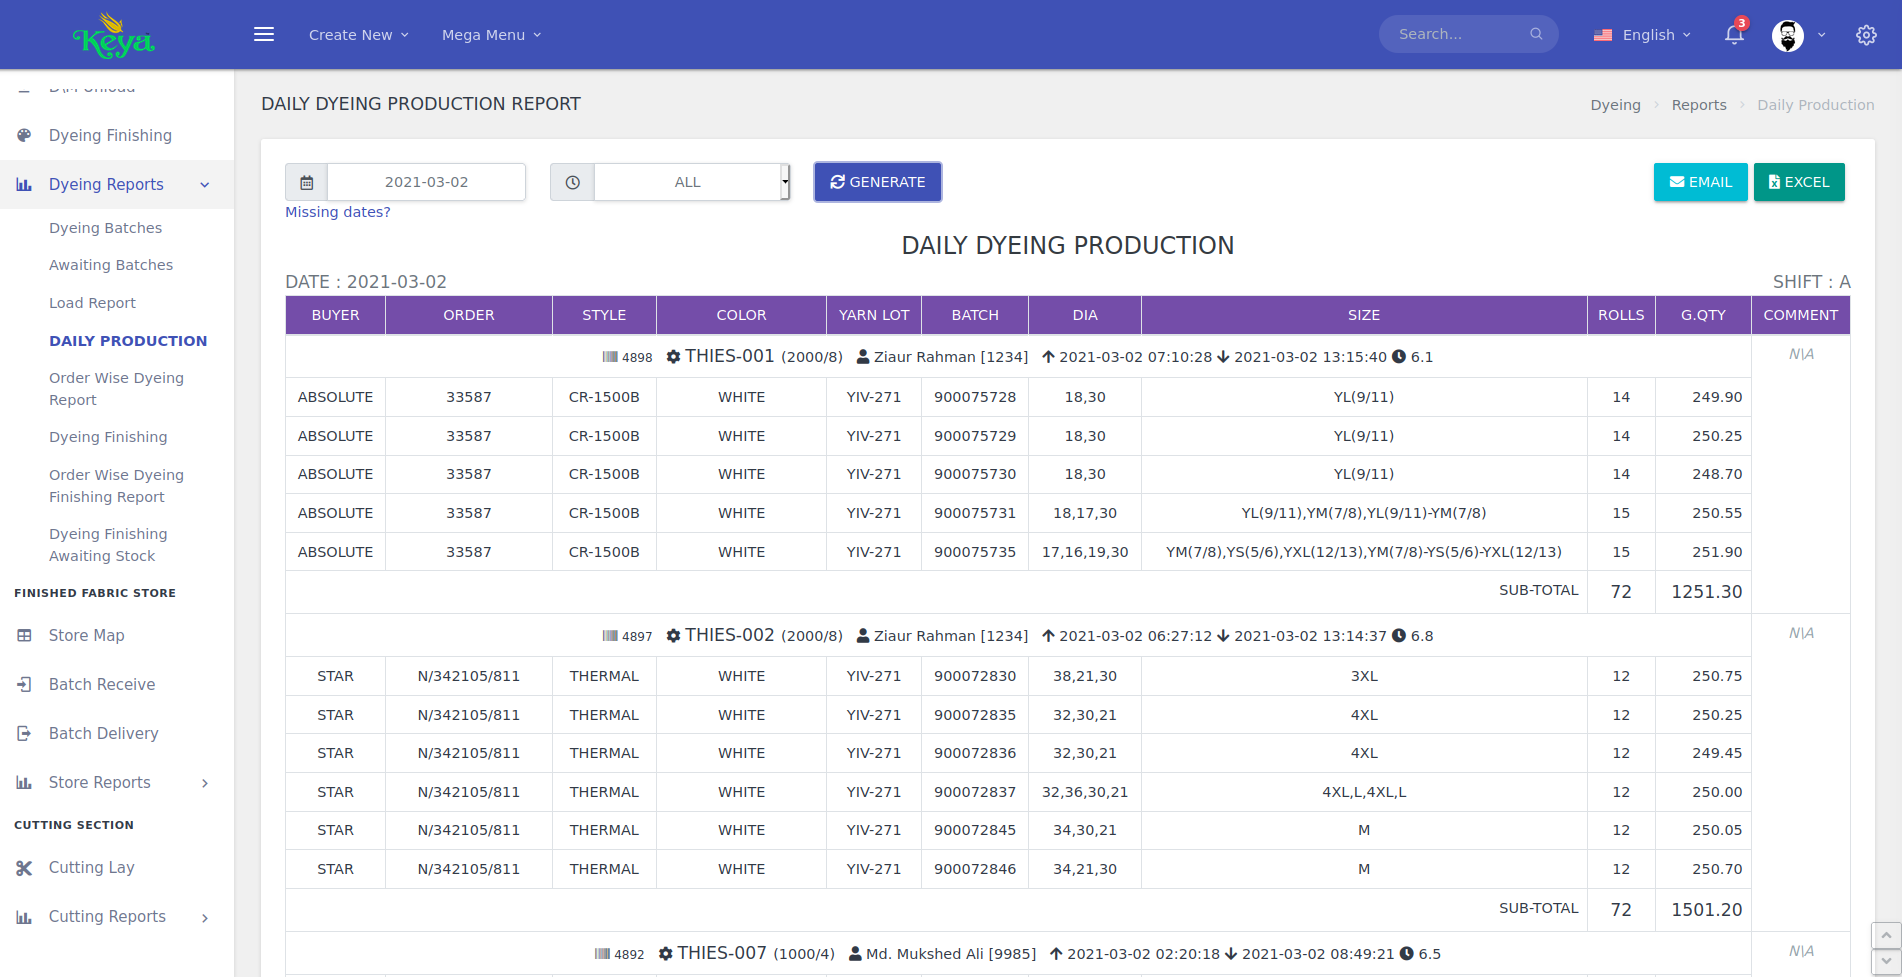 Keya
Create New
Mega Menu
Search...
English
3
DAILY DYEING PRODUCTION REPORT
Dyeing > Reports > Daily Production
Dyeing Finishing
Dyeing Reports
Dyeing Batches
Awaiting Batches
Load Report
DAILY PRODUCTION
Order Wise Dyeing
Report
Dyeing Finishing
Order Wise Dyeing
Finishing Report
Dyeing Finishing
Awaiting Stock
FINISHED FABRIC STORE
Store Map
Batch Receive
Batch Delivery
Store Reports
CUTTING SECTION
Cutting Lay
Cutting Reports
2021-03-02
ALL
GENERATE
EMAIL
EXCEL
Missing dates?
DAILY DYEING PRODUCTION
DATE : 2021-03-02
SHIFT : A
BUYER ORDER STYLE COLOR YARN LOT BATCH DIA SIZE ROLLS G.QTY COMMENT
4898 THIES-001 (2000/8) Ziaur Rahman [1234] 2021-03-02 07:10:28 2021-03-02 13:15:40 6.1 N\A
ABSOLUTE 33587 CR-1500B WHITE YIV-271 900075728 18,30 YL(9/11) 14 249.90
ABSOLUTE 33587 CR-1500B WHITE YIV-271 900075729 18,30 YL(9/11) 14 250.25
ABSOLUTE 33587 CR-1500B WHITE YIV-271 900075730 18,30 YL(9/11) 14 248.70
ABSOLUTE 33587 CR-1500B WHITE YIV-271 900075731 18,17,30 YL(9/11),YM(7/8),YL(9/11)-YM(7/8) 15 250.55
ABSOLUTE 33587 CR-1500B WHITE YIV-271 900075735 17,16,19,30 YM(7/8),YS(5/6),YXL(12/13),YM(7/8)-YS(5/6)-YXL(12/13) 15 251.90
SUB-TOTAL 72 1251.30
4897 THIES-002 (2000/8) Ziaur Rahman [1234] 2021-03-02 06:27:12 2021-03-02 13:14:37 6.8 N\A
STAR N/342105/811 THERMAL WHITE YIV-271 900072830 38,21,30 3XL 12 250.75
STAR N/342105/811 THERMAL WHITE YIV-271 900072835 32,30,21 4XL 12 250.25
STAR N/342105/811 THERMAL WHITE YIV-271 900072836 32,30,21 4XL 12 249.45
STAR N/342105/811 THERMAL WHITE YIV-271 900072837 32,36,30,21 4XL,L,4XL,L 12 250.00
STAR N/342105/811 THERMAL WHITE YIV-271 900072845 34,30,21 M 12 250.05
STAR N/342105/811 THERMAL WHITE YIV-271 900072846 34,21,30 M 12 250.70
SUB-TOTAL 72 1501.20
4892 THIES-007 (1000/4) Md. Mukshed Ali [9985] 2021-03-02 02:20:18 2021-03-02 08:49:21 6.5 N\A